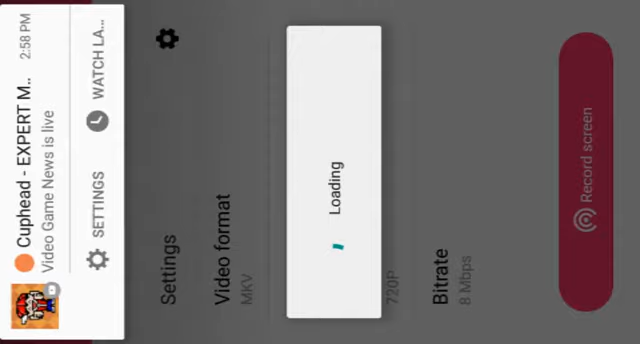 Cuphead - EXPERT M..
2:58 PM
Video Game News is live
SETTINGS
WATCH LA...
Settings
Video format
MKV
Loading
720P
Bitrate
8 Mbps
Record screen